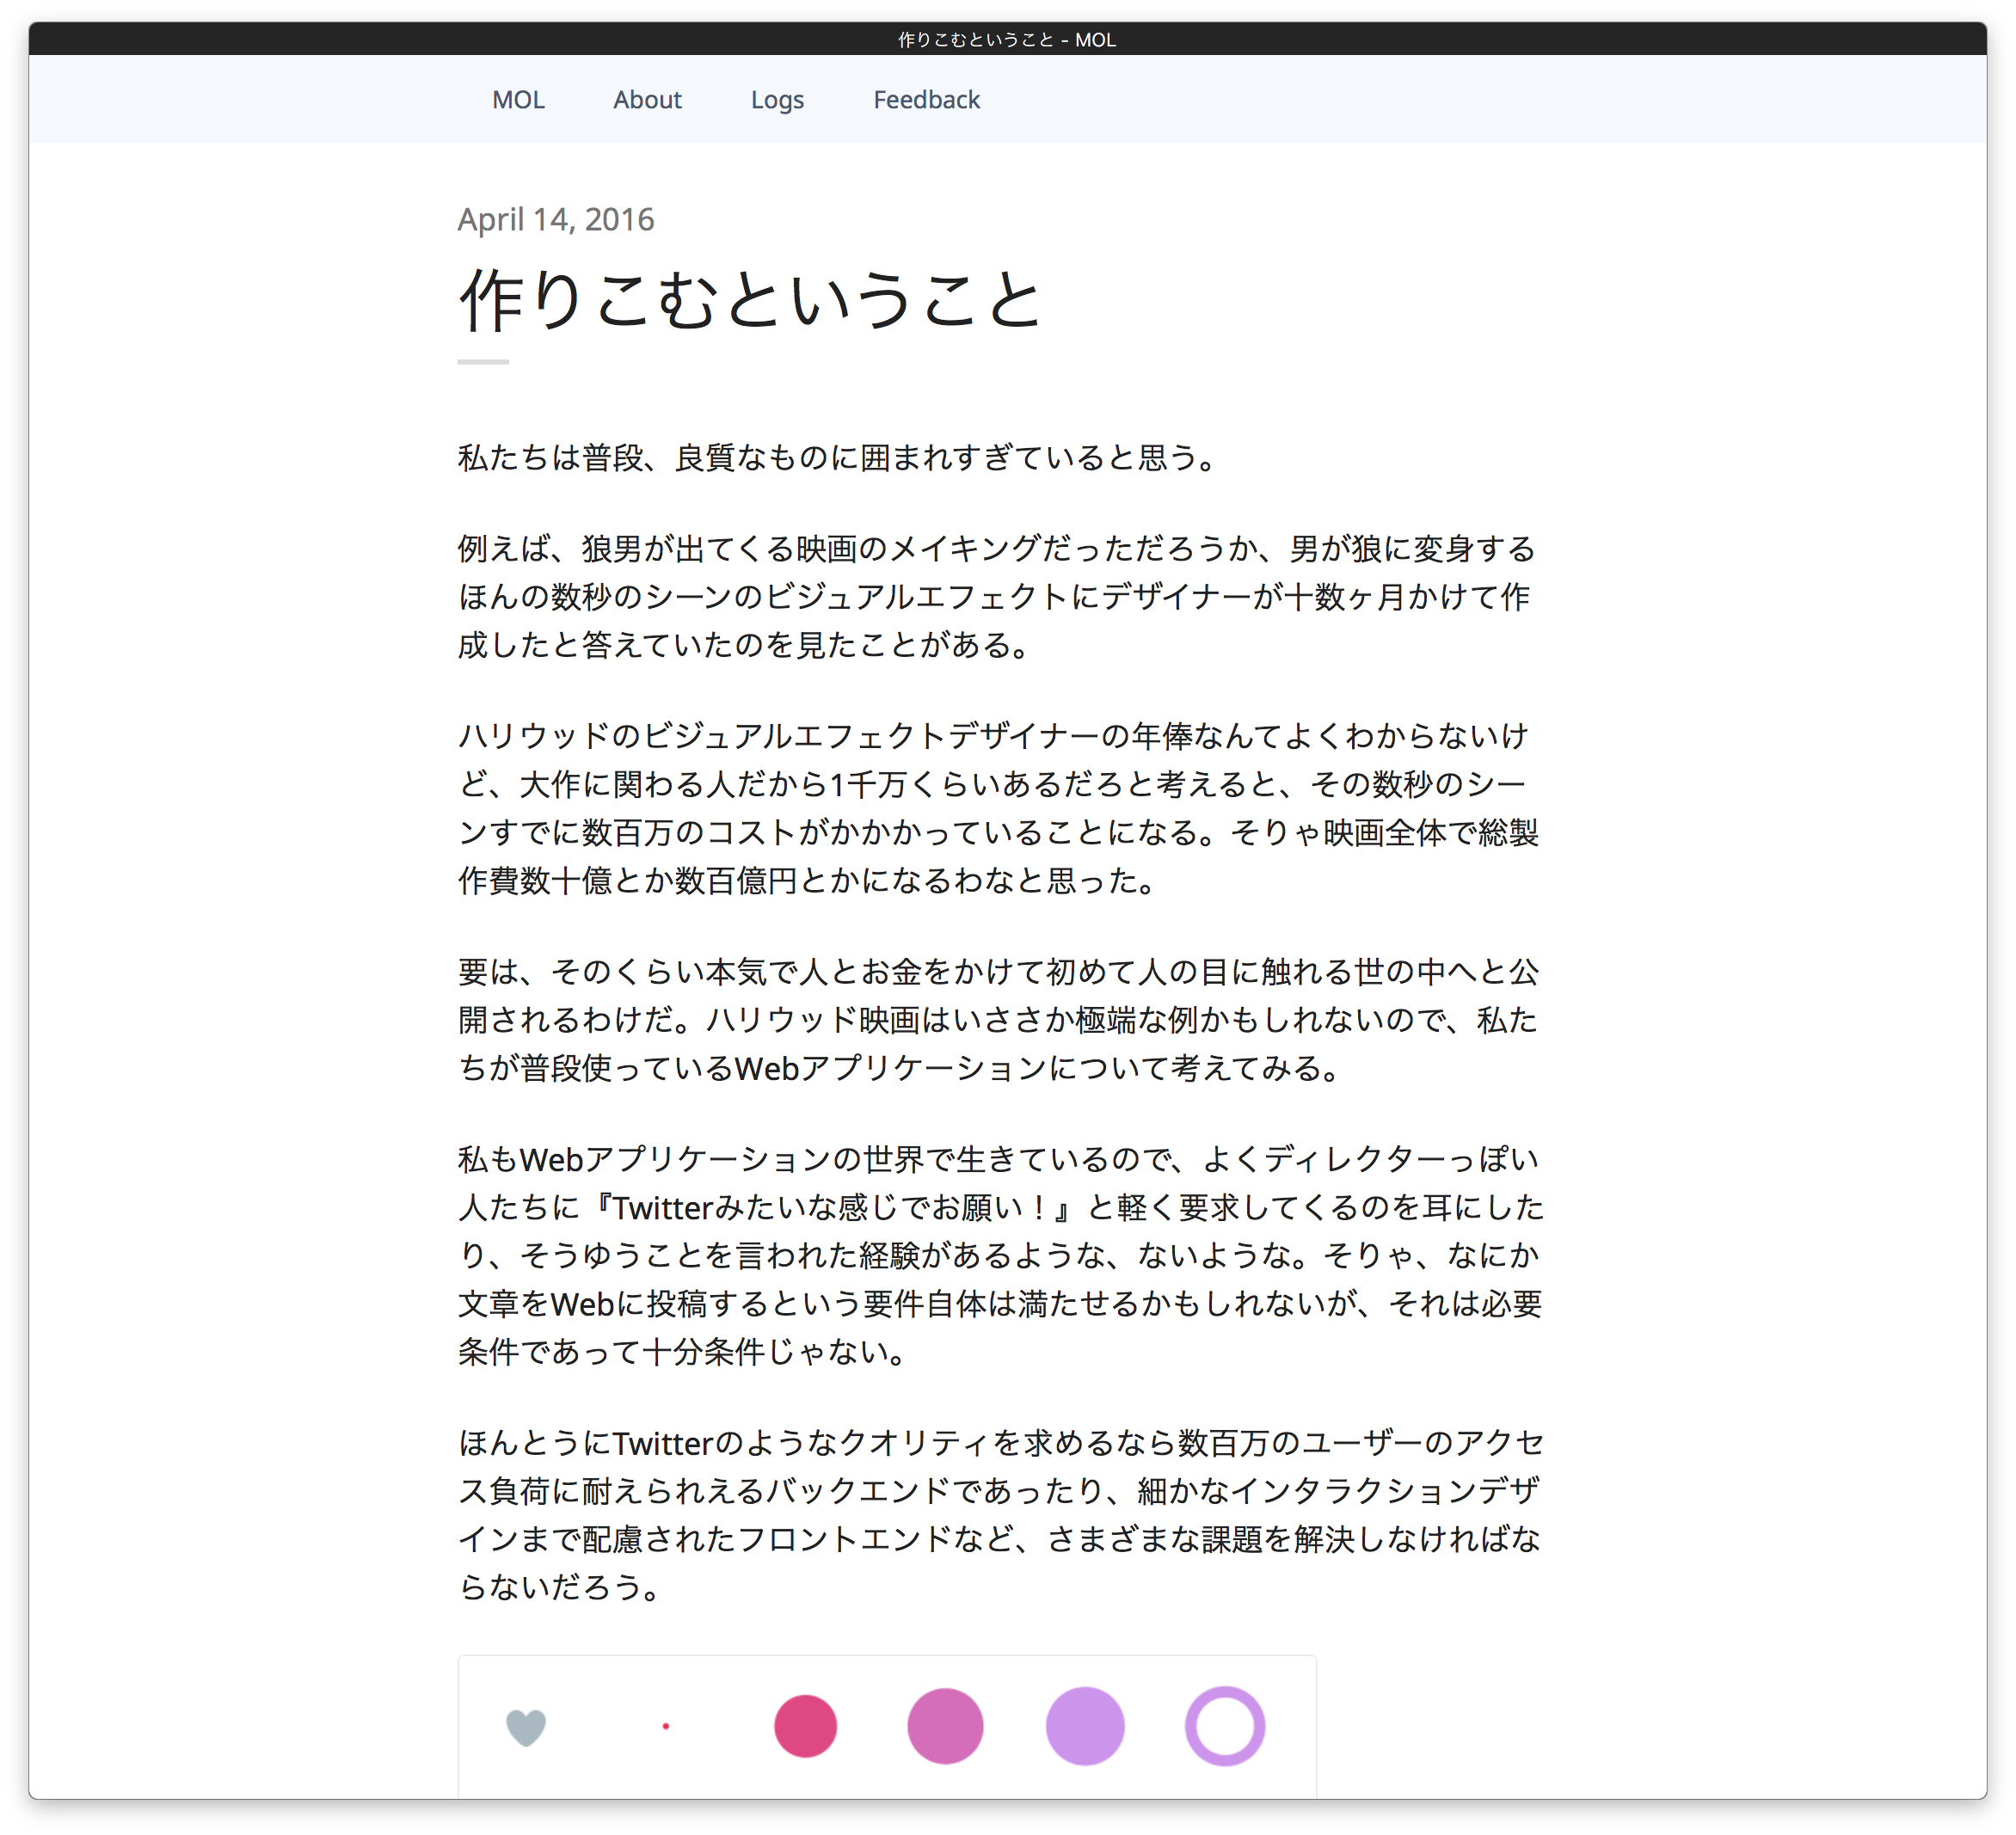 作りこむということ - MOL
MOL About Logs Feedback
April 14, 2016
作りこむということ
私たちは普段、良質なものに囲まれすぎていると思う。
例えば、狼男が出てくる映画のメイキングだっただろうか、男が狼に変身する
ほんの数秒のシーンのビジュアルエフェクトにデザイナーが十数ヶ月かけて作
成したと答えていたのを見たことがある。
ハリウッドのビジュアルエフェクトデザイナーの年俸なんてよくわからないけ
ど、大作に関わる人だから1千万くらいあるだろと考えると、その数秒のシー
ンすでに数百万のコストがかかかっていることになる。そりゃ映画全体で総製
作費数十億とか数百億円とかになるわなと思った。
要は、そのくらい本気で人とお金をかけて初めて人の目に触れる世の中へと公
開されるわけだ。ハリウッド映画はいささか極端な例かもしれないので、私た
ちが普段使っているWebアプリケーションについて考えてみる。
私もWebアプリケーションの世界で生きているので、よくディレクターっぽい
人たちに『Twitterみたいな感じでお願い！』と軽く要求してくるのを耳にした
り、そうゆうことを言われた経験があるような、ないような。そりゃ、なにか
文章をWebに投稿するという要件自体は満たせるかもしれないが、それは必要
条件であって十分条件じゃない。
ほんとうにTwitterのようなクオリティを求めるなら数百万のユーザーのアクセ
ス負荷に耐えられえるバックエンドであったり、細かなインタラクションデザ
インまで配慮されたフロントエンドなど、さまざまな課題を解決しなければな
らないだろう。